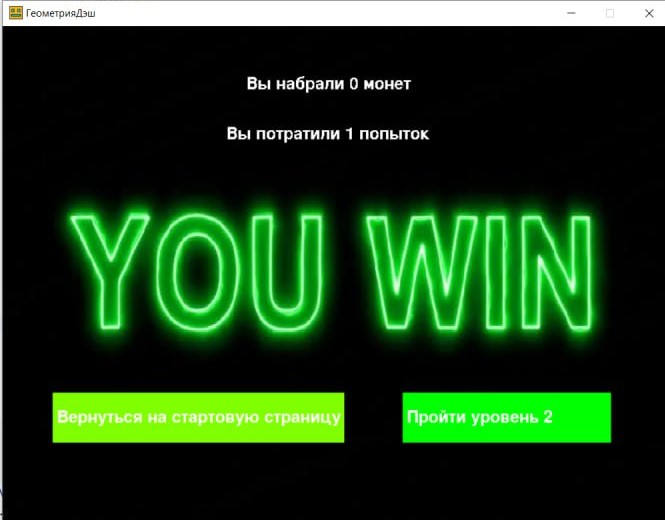 ГеометрияДэш
Вы набрали 0 монет
Вы потратили 1 попыток
YOU WIN
Вернуться на стартовую страницу
Пройти уровень 2